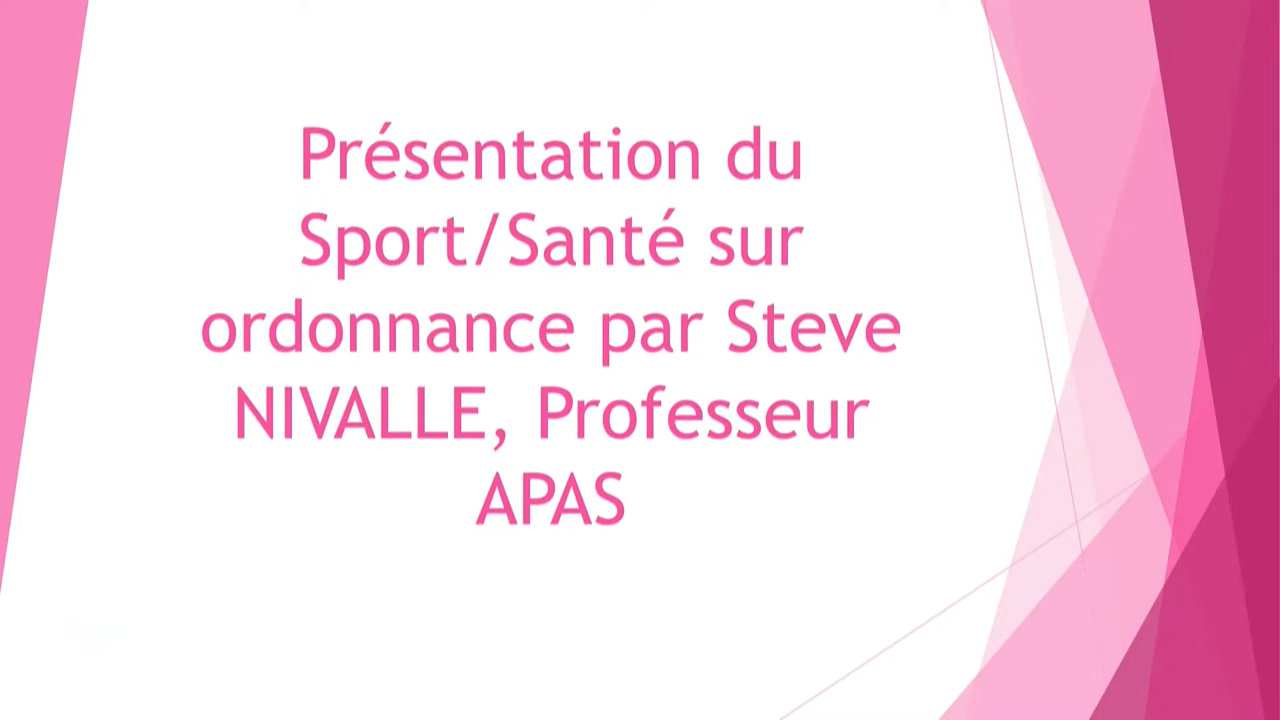 Présentation du
Sport/Santé sur
ordonnance par Steve
NIVALLE, Professeur
APAS